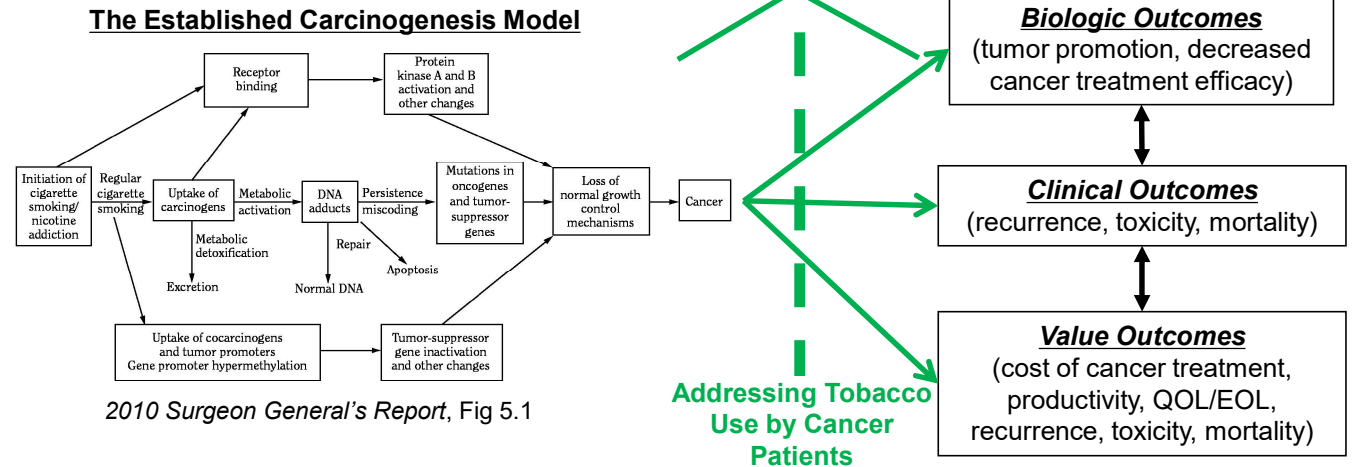 The Established Carcinogenesis Model
Receptor
binding
Protein
kinase A and B
activation and
other changes
Initiation of
cigarette
smoking/
nicotine
addiction
Regular
cigarette
smoking
Uptake of
carcinogens
Metabolic
activation
DNA
adducts
Persistence
miscoding
Mutations in
oncogenes
and tumor-
suppressor
genes
Loss of
normal growth
control
mechanisms
Cancer
Metabolic
detoxification
Excretion
Repair
Normal DNA
Apoptosis
Uptake of cocarcinogens
and tumor promoters
Gene promoter hypermethylation
Tumor-suppressor
gene inactivation
and other changes
2010 Surgeon General's Report, Fig 5.1
Addressing Tobacco
Use by Cancer
Patients
Biologic Outcomes
(tumor promotion, decreased
cancer treatment efficacy)
Clinical Outcomes
(recurrence, toxicity, mortality)
Value Outcomes
(cost of cancer treatment,
productivity, QOL/EOL,
recurrence, toxicity, mortality)